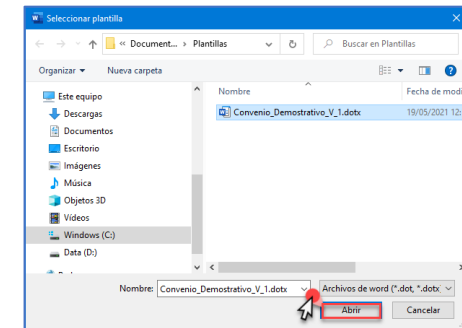 Seleccionar plantilla
« Document... > Plantillas
Buscar en Plantillas
Organizar
Nueva carpeta
Este equipo
Descargas
Documentos
Escritorio
Imágenes
Música
Objetos 3D
Vídeos
Windows (C:)
Data (D:)
Nombre
Fecha de modi
Convenio_Demostrativo_V_1.dotx
19/05/2021 12:
Nombre:
Convenio_Demostrativo_V_1.dotx
Archivos de word (*.dot, *.dotx
Abrir
Cancelar